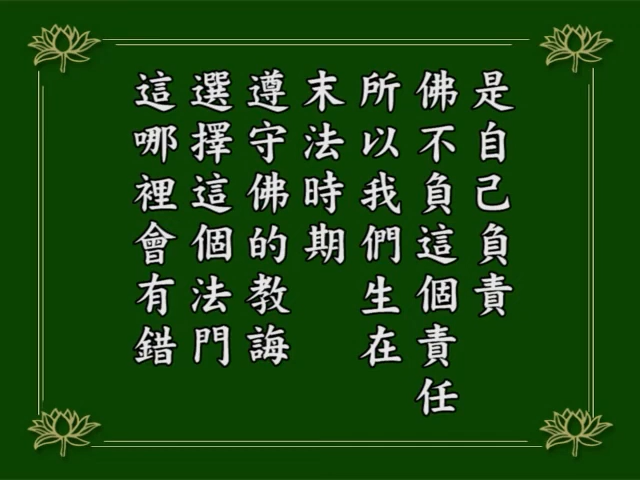 是自己負責
佛不負這個責任
所以我們生在
末法時期
遵守佛的教誨
選擇這個法門
這哪裡會有錯